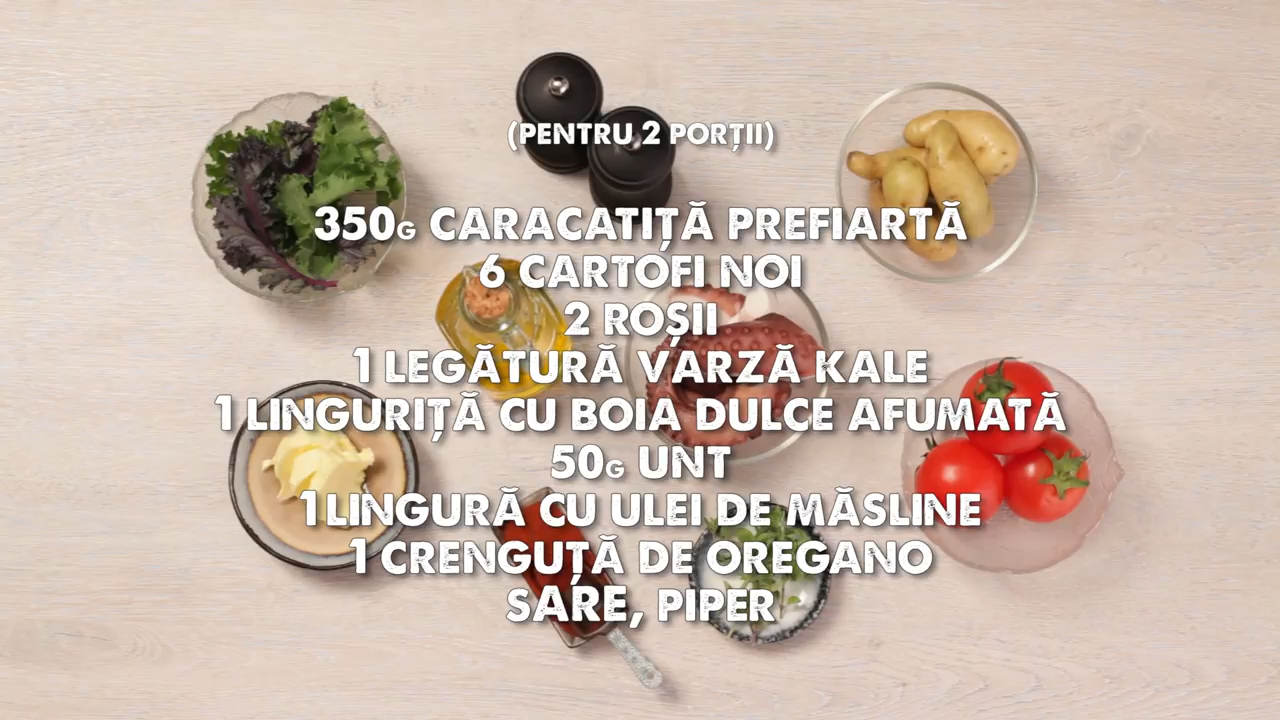 (PENTRU 2 PORȚII)
350G CARACATIȚĂ PREFIARTĂ
6 CARTOFI NOI
2 ROȘII
1 LEGĂTURĂ VARZĂ KALE
1 LINGURIȚĂ CU BOIA DULCE AFUMATĂ
50G UNT
1 LINGURĂ CU ULEI DE MĂSLINE
1 CRENGUȚĂ DE OREGANO
SARE, PIPER